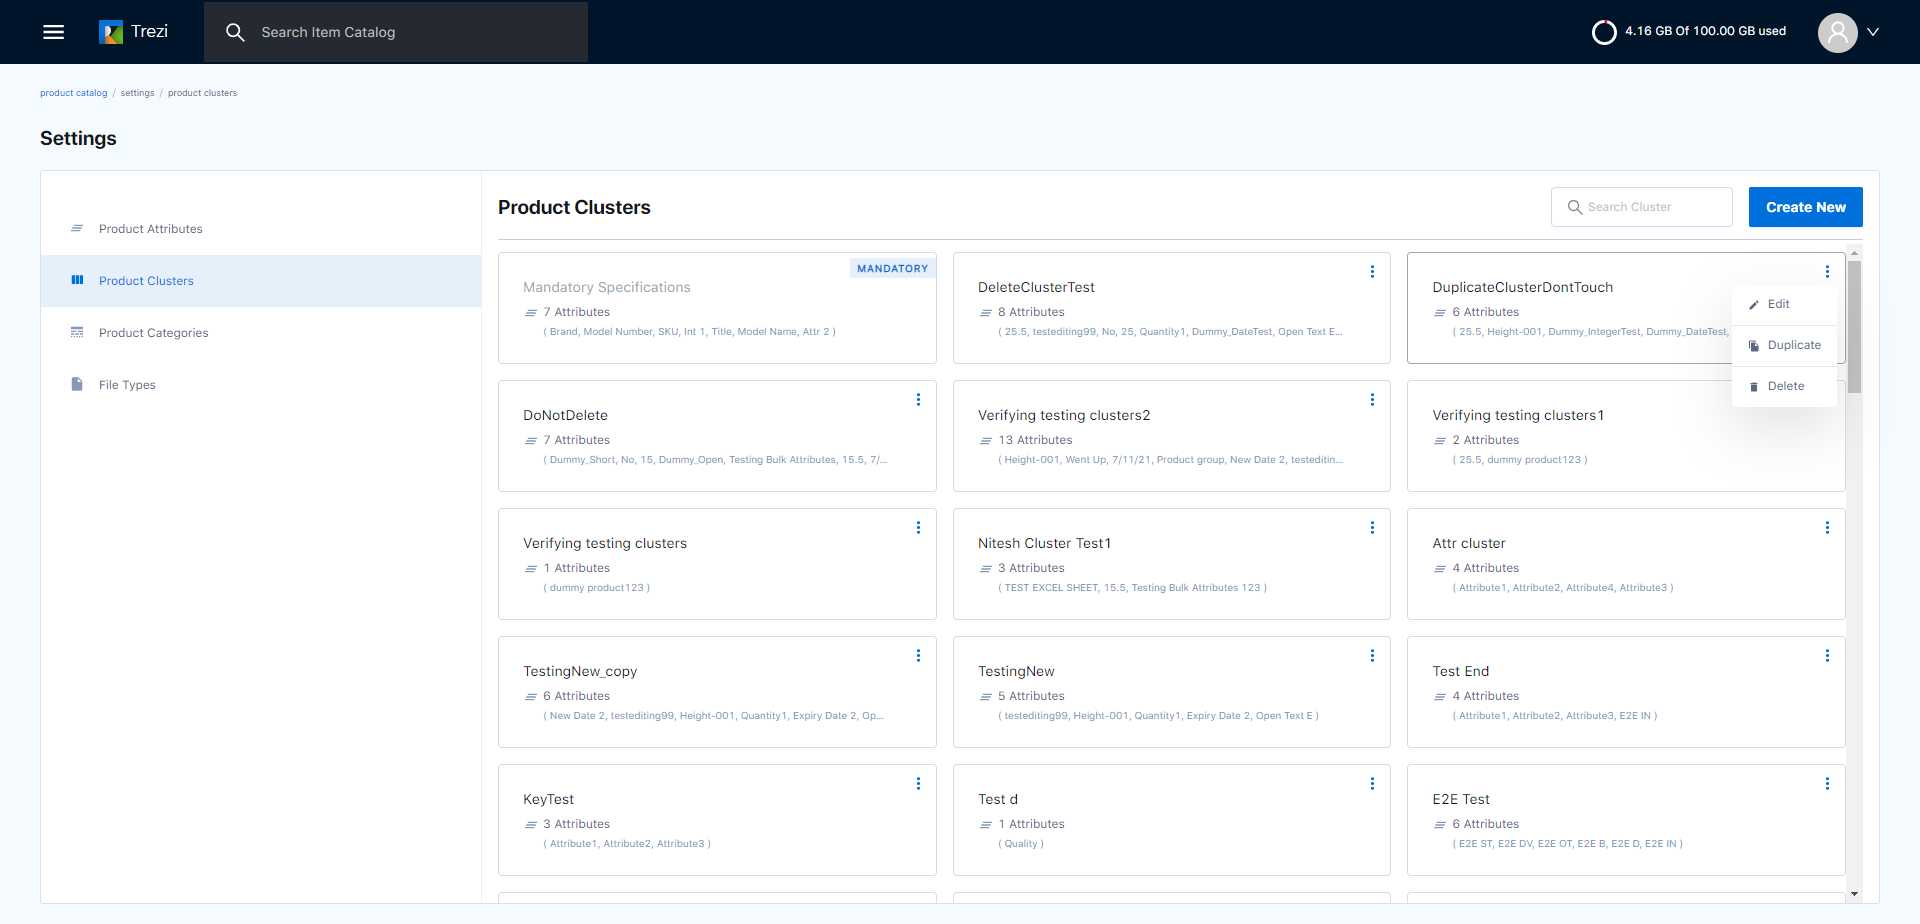 Trezi
Search Item Catalog
4.16 GB Of 100.00 GB used
product catalog / settings / product clusters
Settings
Product Attributes
Product Clusters
Product Categories
File Types
Product Clusters
Search Cluster
Create New
MANDATORY
Mandatory Specifications
7 Attributes
( Brand, Model Number, SKU, Int 1, Title, Model Name, Attr 2 )
DeleteClusterTest
8 Attributes
( 25.5, testediting99, No, 25, Quantity1, Dummy_DateTest, Open Text E...
DuplicateClusterDontTouch
6 Attributes
( 25.5, Height-001, Dummy_IntegerTest, Dummy_DateTest,
Edit
Duplicate
Delete
DoNotDelete
7 Attributes
( Dummy_Short, No, 15, Dummy_Open, Testing Bulk Attributes, 15.5, 7/...
Verifying testing clusters2
13 Attributes
( Height-001, Went Up, 7/11/21, Product group, New Date 2, testeditin...
Verifying testing clusters1
2 Attributes
( 25.5, dummy product123 )
Verifying testing clusters
1 Attributes
( dummy product123 )
Nitesh Cluster Test1
3 Attributes
( TEST EXCEL SHEET, 15.5, Testing Bulk Attributes 123 )
Attr cluster
4 Attributes
( Attribute1, Attribute2, Attribute4, Attribute3 )
TestingNew_copy
6 Attributes
( New Date 2, testediting99, Height-001, Quantity1, Expiry Date 2, Op...
TestingNew
5 Attributes
( testediting99, Height-001, Quantity1, Expiry Date 2, Open Text E )
Test End
4 Attributes
( Attribute1, Attribute2, Attribute3, E2E IN )
KeyTest
3 Attributes
( Attribute1, Attribute2, Attribute3 )
Test d
1 Attributes
( Quality )
E2E Test
6 Attributes
( E2E ST, E2E DV, E2E OT, E2E B, E2E D, E2E IN )